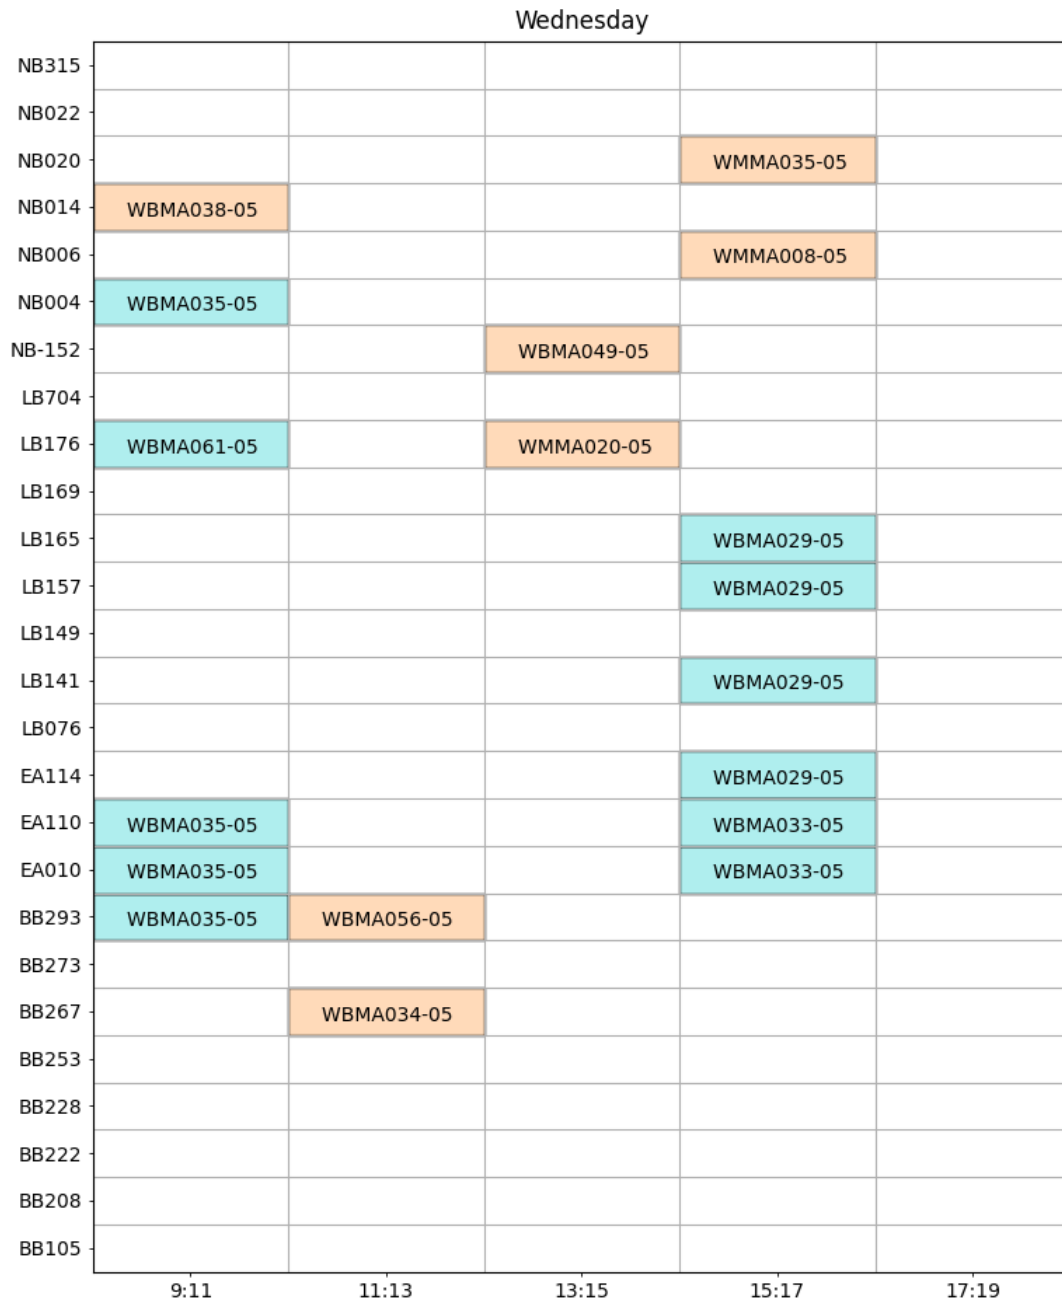 Wednesday
NB315
NB022
NB020 WMMA035-05
NB014 WBMA038-05
NB006 WMMA008-05
NB004 WBMA035-05
NB-152 WBMA049-05
LB704
LB176 WBMA061-05 WMMA020-05
LB169
LB165 WBMA029-05
LB157 WBMA029-05
LB149
LB141 WBMA029-05
LB076
EA114 WBMA029-05
EA110 WBMA035-05 WBMA033-05
EA010 WBMA035-05 WBMA033-05
BB293 WBMA035-05 WBMA056-05
BB273
BB267 WBMA034-05
BB253
BB228
BB222
BB208
BB105
9:11 11:13 13:15 15:17 17:19